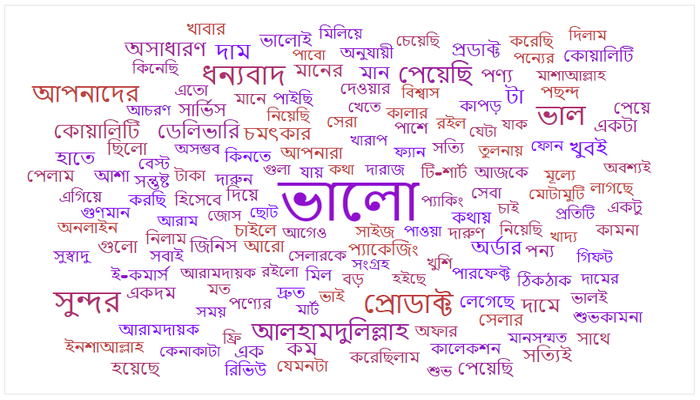 খাবার
ভালোই মিলিয়ে
অসাধারণ দাম পাবো অনুযায়ী চেয়েছি প্রডাক্ট করেছি দিলাম
কিনেছি ধন্যবাদ মানের মান পেয়েছি পণ্য পন্যের কোয়ালিটি
মাশাআল্লাহ
আপনাদের এতো মানে পাইছি দেওয়ার বিশ্বাস কাপড় টা পছন্দ
আচরণ সার্ভিস নিয়েছি সেরা খেতে কালার ভাল পেয়ে
কোয়ালিটি ডেলিভারি চমৎকার পাশে রইল যেটা যাক একটা
ছিলো অসম্ভব খারাপ ফ্যান সত্যি তুলনায় ফোন খুবই
হাতে বেস্ট কিনতে আপনারা
পেলাম আশা সন্তুষ্ট টাকা দারুন গুলা যায় কথা দারাজ টি-শার্ট আজকে মূল্যে অবশ্যই
এগিয়ে করছি হিসেবে দিয়ে ভালো প্যাকিং সেবা মোটামুটি লাগছে
গুণমান আরাম জোস ছোট কথায় চাই প্রতিটি একটু
অনলাইন চাইলে আগেও সাইজ পাওয়া দারুণ নিয়েছি খাদ্য কামনা
সুস্বাদু গুলো নিলাম জিনিস আরো সেলারকে প্যাকেজিং অর্ডার পন্য গিফট
সবাই সংগ্রহ খুশি
ই-কমার্স আরামদায়ক রইলো মিল বড় হইছে পারফেক্ট ঠিকঠাক দামের
সুন্দর একদম মত পণ্যের দ্রুত ভাই প্রোডাক্ট লেগেছে দামে ভালই
সময় মার্ট সেলার শুভকামনা
আরামদায়ক ফ্রি আলহামদুলিল্লাহ অফার মানসম্মত সাথে
ইনশাআল্লাহ কেনাকাটা এক কম করেছিলাম কালেকশন সত্যিই
হয়েছে রিভিউ যেমনটা শুভ পেয়েছি